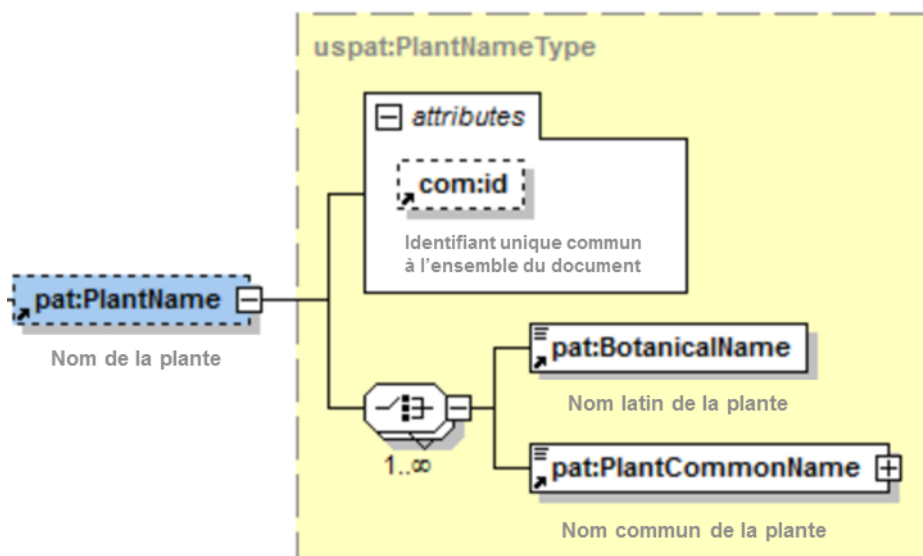 uspat:PlantNameType
attributes
com:id
Identifiant unique commun
à l'ensemble du document
pat:PlantName
Nom de la plante
pat:BotanicalName
Nom latin de la plante
1..∞
pat:PlantCommonName
Nom commun de la plante